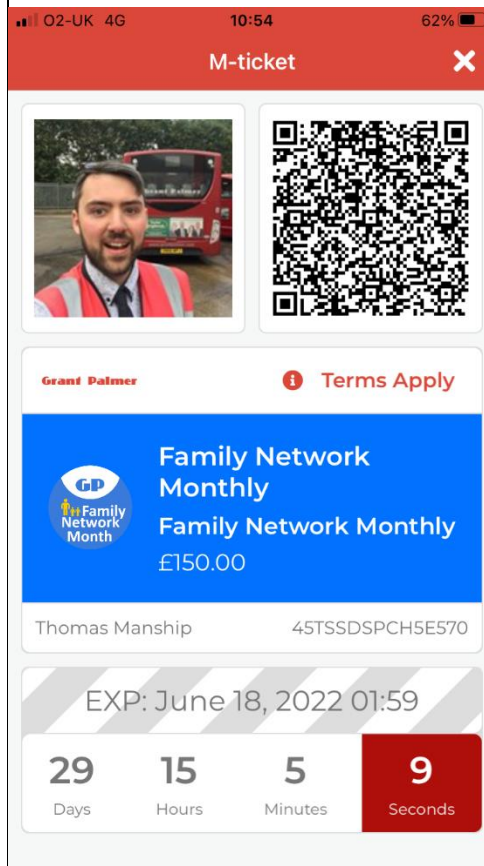 O2-UK 4G 10:54 62%
M-ticket
Grant Palmer
Grant Palmer Terms Apply
GP
Family
Network
Month
Family Network
Monthly
Family Network Monthly
£150.00
Thomas Manship 45TSSDSPCH5E570
EXP: June 18, 2022 01:59
29 15 5 9
Days Hours Minutes Seconds